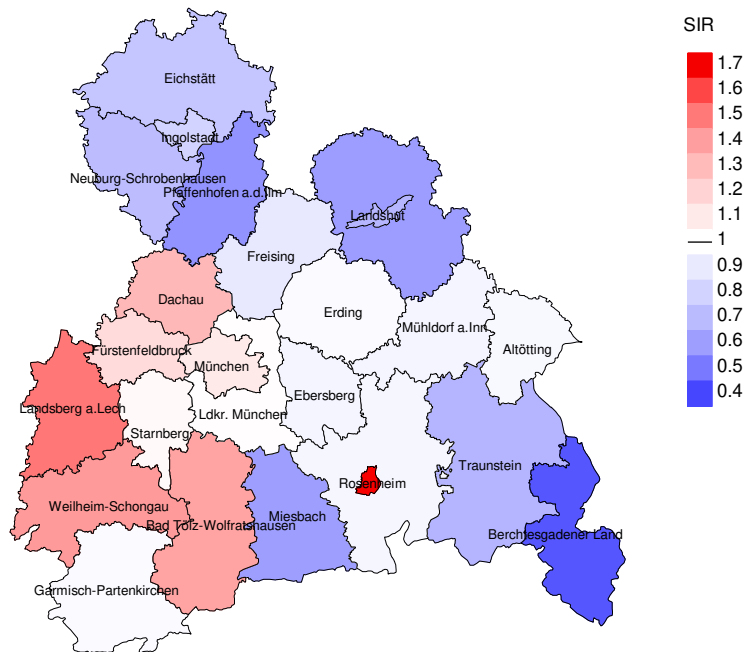 SIR
1.7
1.6
1.5
1.4
1.3
1.2
1.1
1
0.9
0.8
0.7
0.6
0.5
0.4
Eichstätt
Ingolstadt
Neuburg-Schrobenhausen
Pfaffenhofen a.d.Ilm
Landshut
Freising
Dachau
Erding
Mühldorf a.Inn
Altötting
Fürstenfeldbruck
München
Ebersberg
Landsberg a.Lech
Ldkr. München
Starnberg
Traunstein
Rosenheim
Weilheim-Schongau
Miesbach
Bad Tölz-Wolfratshausen
Berchtesgadener Land
Garmisch-Partenkirchen